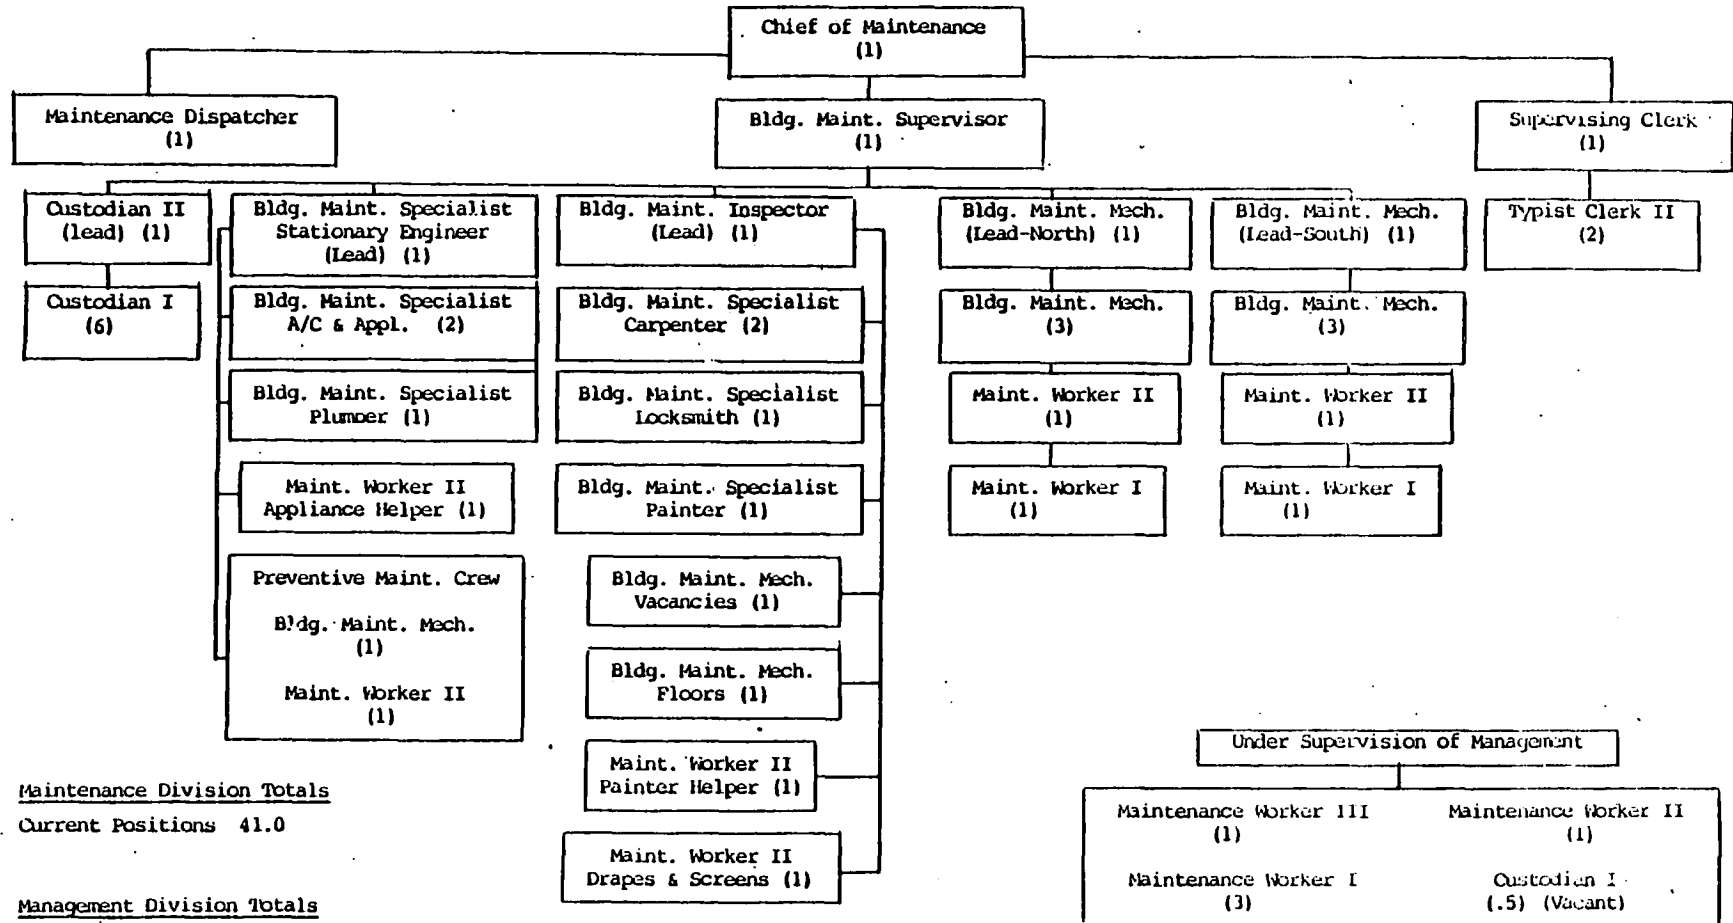 Chief of Maintenance
(1)
Maintenance Dispatcher
(1)
Bldg. Maint. Supervisor
(1)
Supervising Clerk
(1)
Custodian II
(lead) (1)
Custodian I
(6)
Bldg. Maint. Specialist
Stationary Engineer
(Lead) (1)
Bldg. Maint. Specialist
A/C & Appl. (2)
Bldg. Maint. Specialist
Plumber (1)
Maint. Worker II
Appliance Helper (1)
Preventive Maint. Crew
Bldg. Maint. Mech.
(1)
Maint. Worker II
(1)
Bldg. Maint. Inspector
(Lead) (1)
Bldg. Maint. Specialist
Carpenter (2)
Bldg. Maint. Specialist
Locksmith (1)
Bldg. Maint. Specialist
Painter (1)
Bldg. Maint. Mech.
Vacancies (1)
Bldg. Maint. Mech.
Floors (1)
Maint. Worker II
Painter Helper (1)
Maint. Worker II
Drapes & Screens (1)
Bldg. Maint. Mech.
(Lead-North) (1)
Bldg. Maint. Mech.
(3)
Maint. Worker II
(1)
Maint. Worker I
(1)
Bldg. Maint. Mech.
(Lead-South) (1)
Bldg. Maint. Mech.
(3)
Maint. Worker II
(1)
Maint. Worker I
(1)
Typist Clerk II
(2)
Maintenance Division Totals
Current Positions 41.0
Management Division Totals
Under Supervision of Management
Maintenance Worker III
(1)
Maintenance Worker II
(1)
Maintenance Worker I
(3)
Custodian I
(.5) (Vacant)